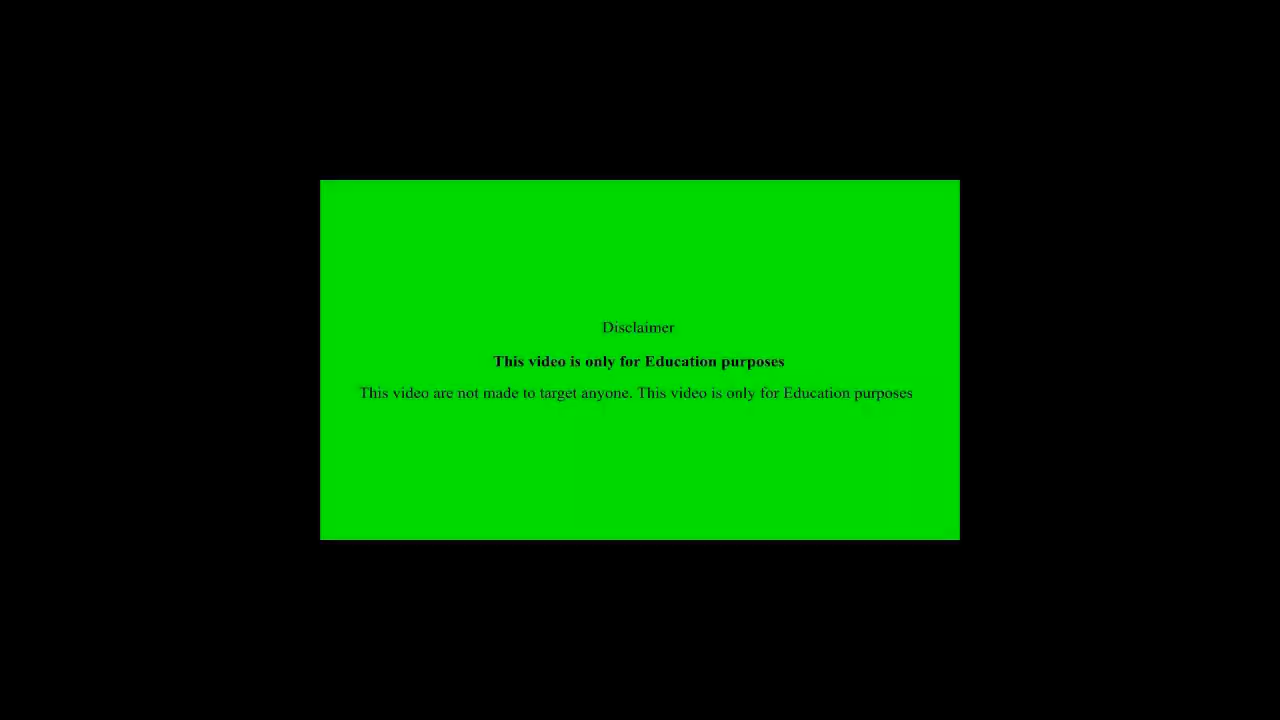 Disclaimer
This video is only for Education purposes
This video are not made to target anyone. This video is only for Education purposes